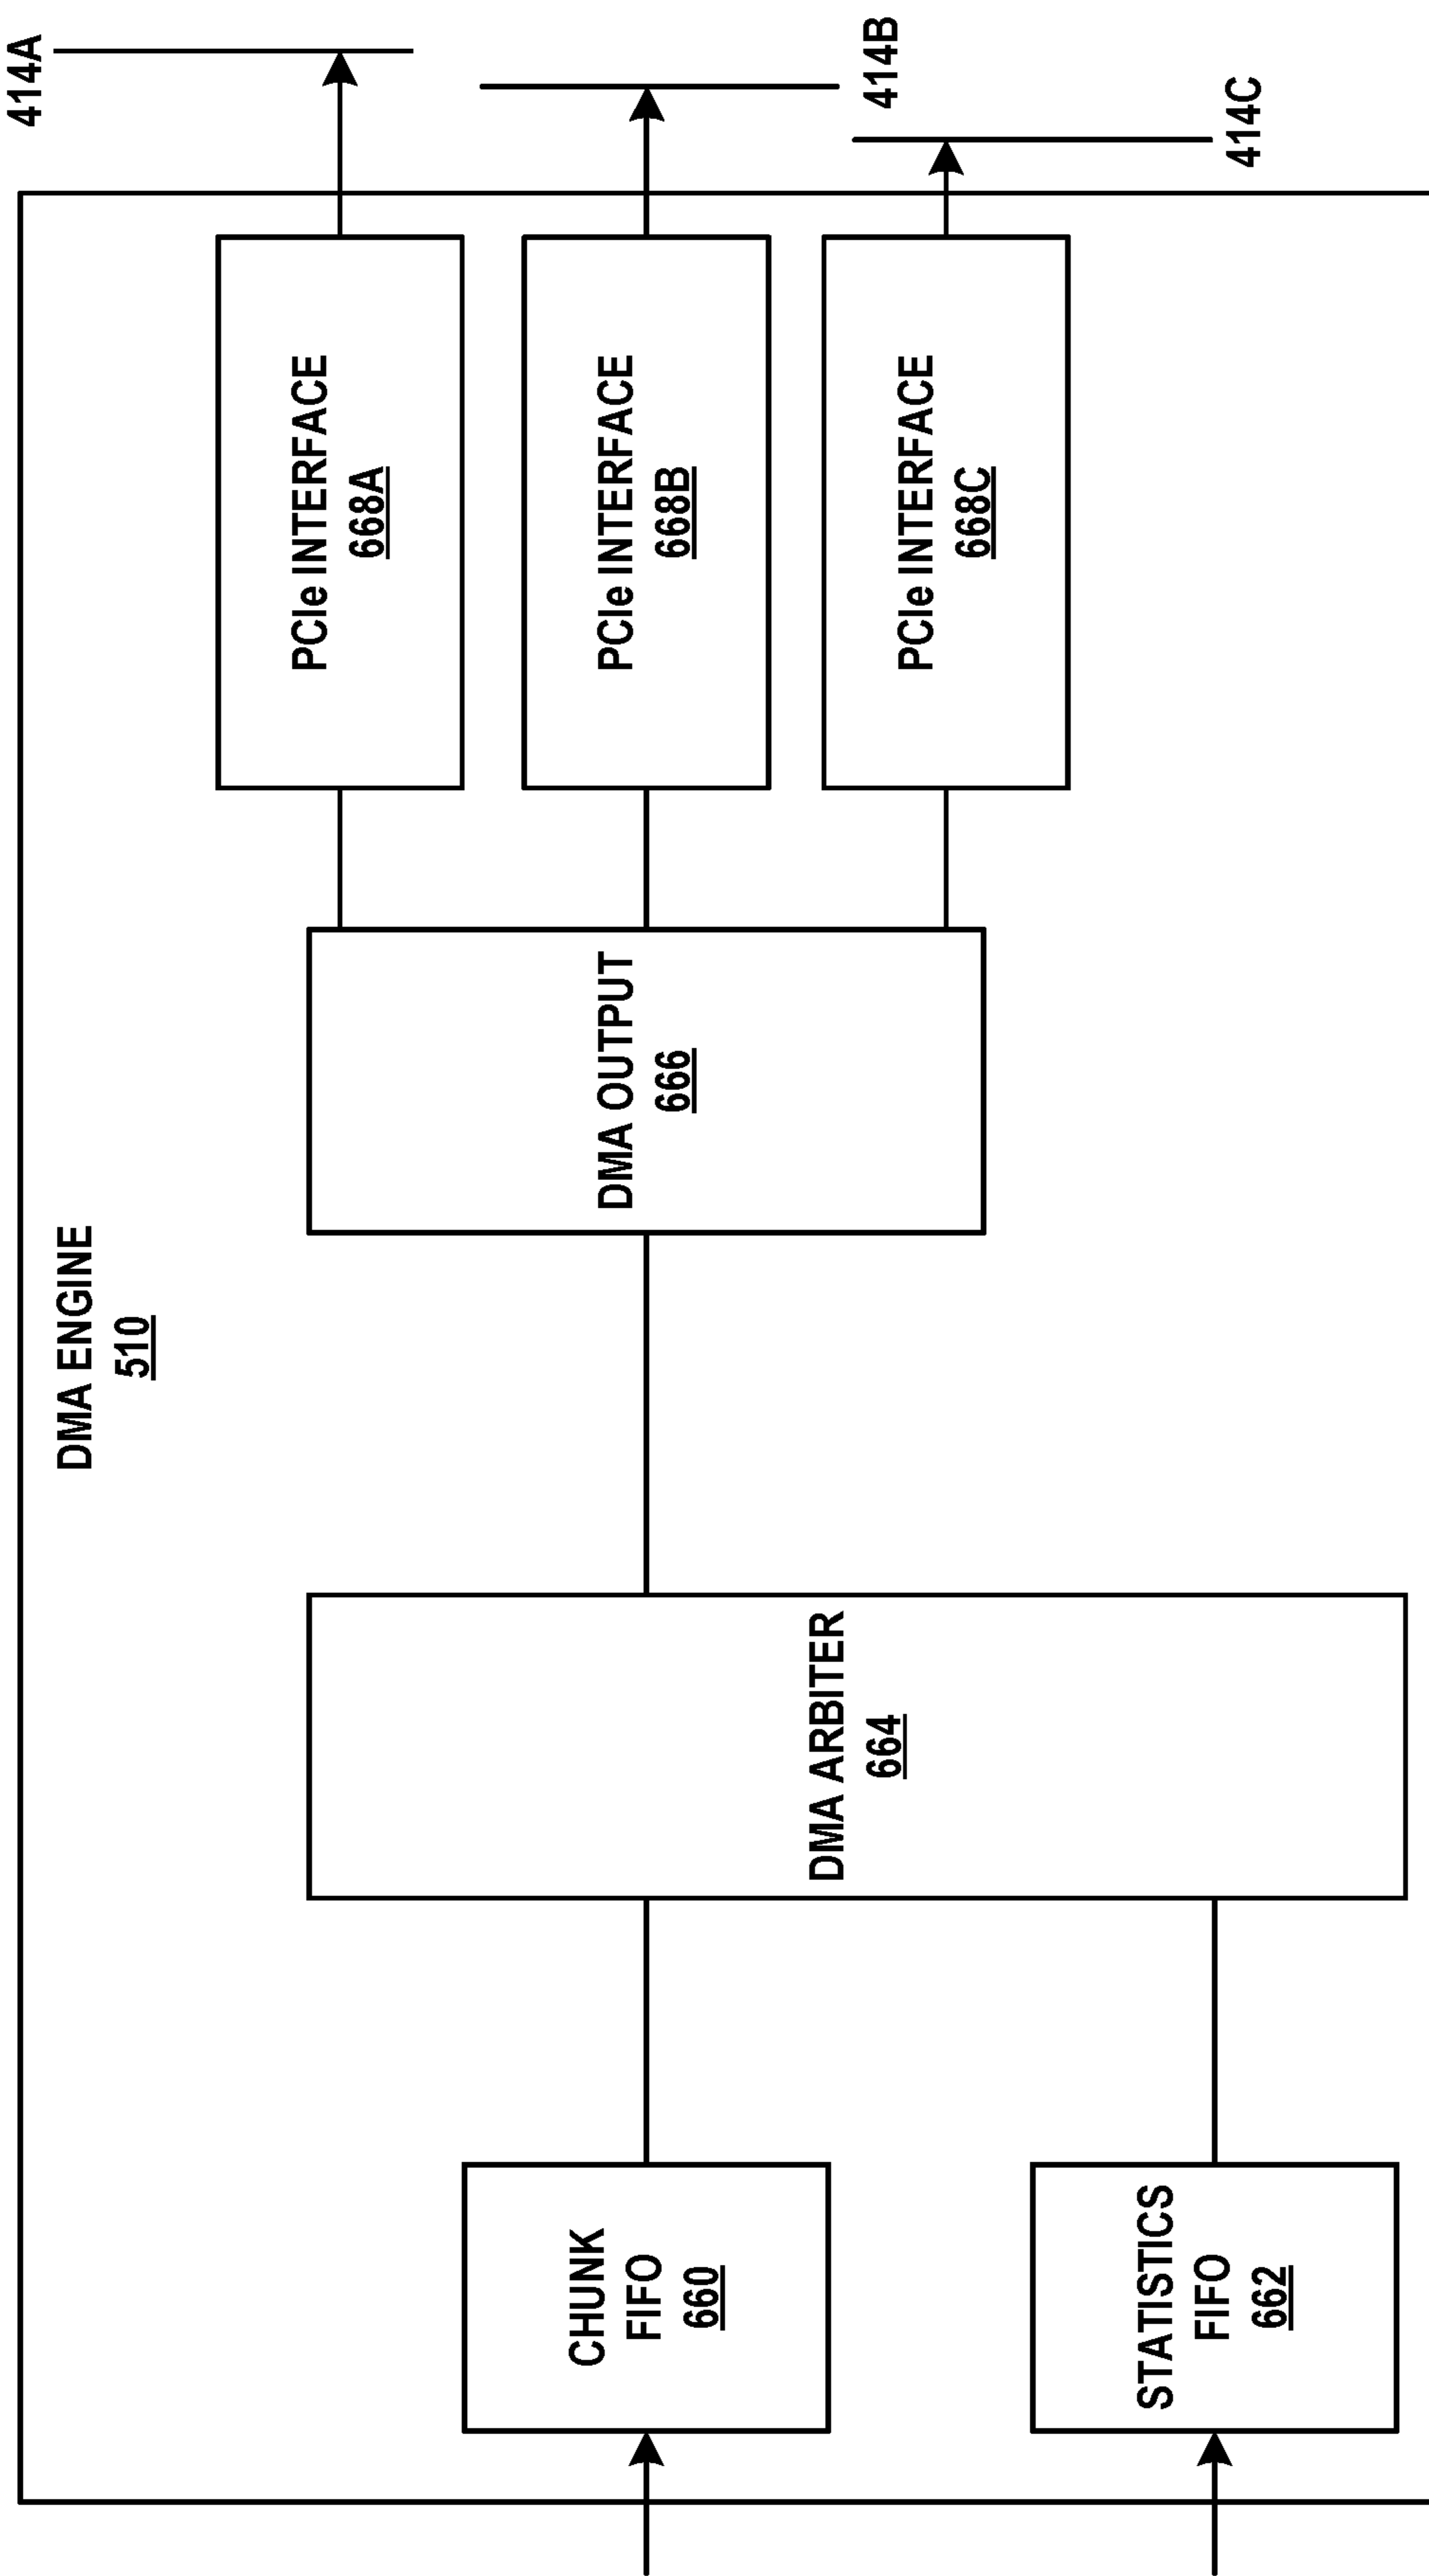 DMA ENGINE
510
CHUNK
FIFO
660
STATISTICS
FIFO
662
DMA ARBITER
664
DMA OUTPUT
666
PCIe INTERFACE
668A
PCIe INTERFACE
668B
PCIe INTERFACE
668C
414A
414B
414C